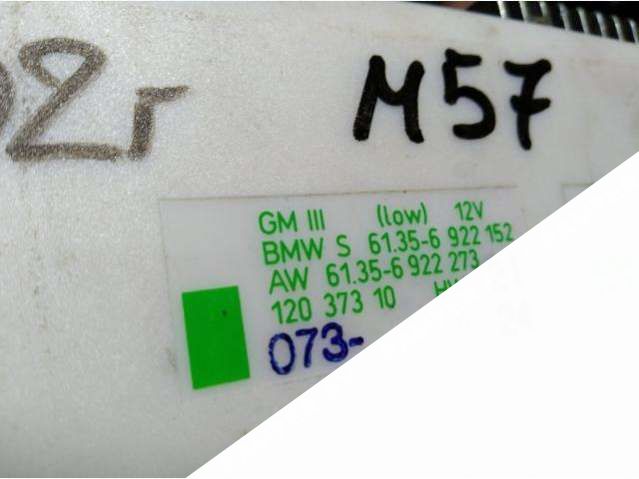 02г M57
GM III (low) 12V
BMW S 61.35-6 922 152
AW 61.35-6 922 273
120 373 10
073-